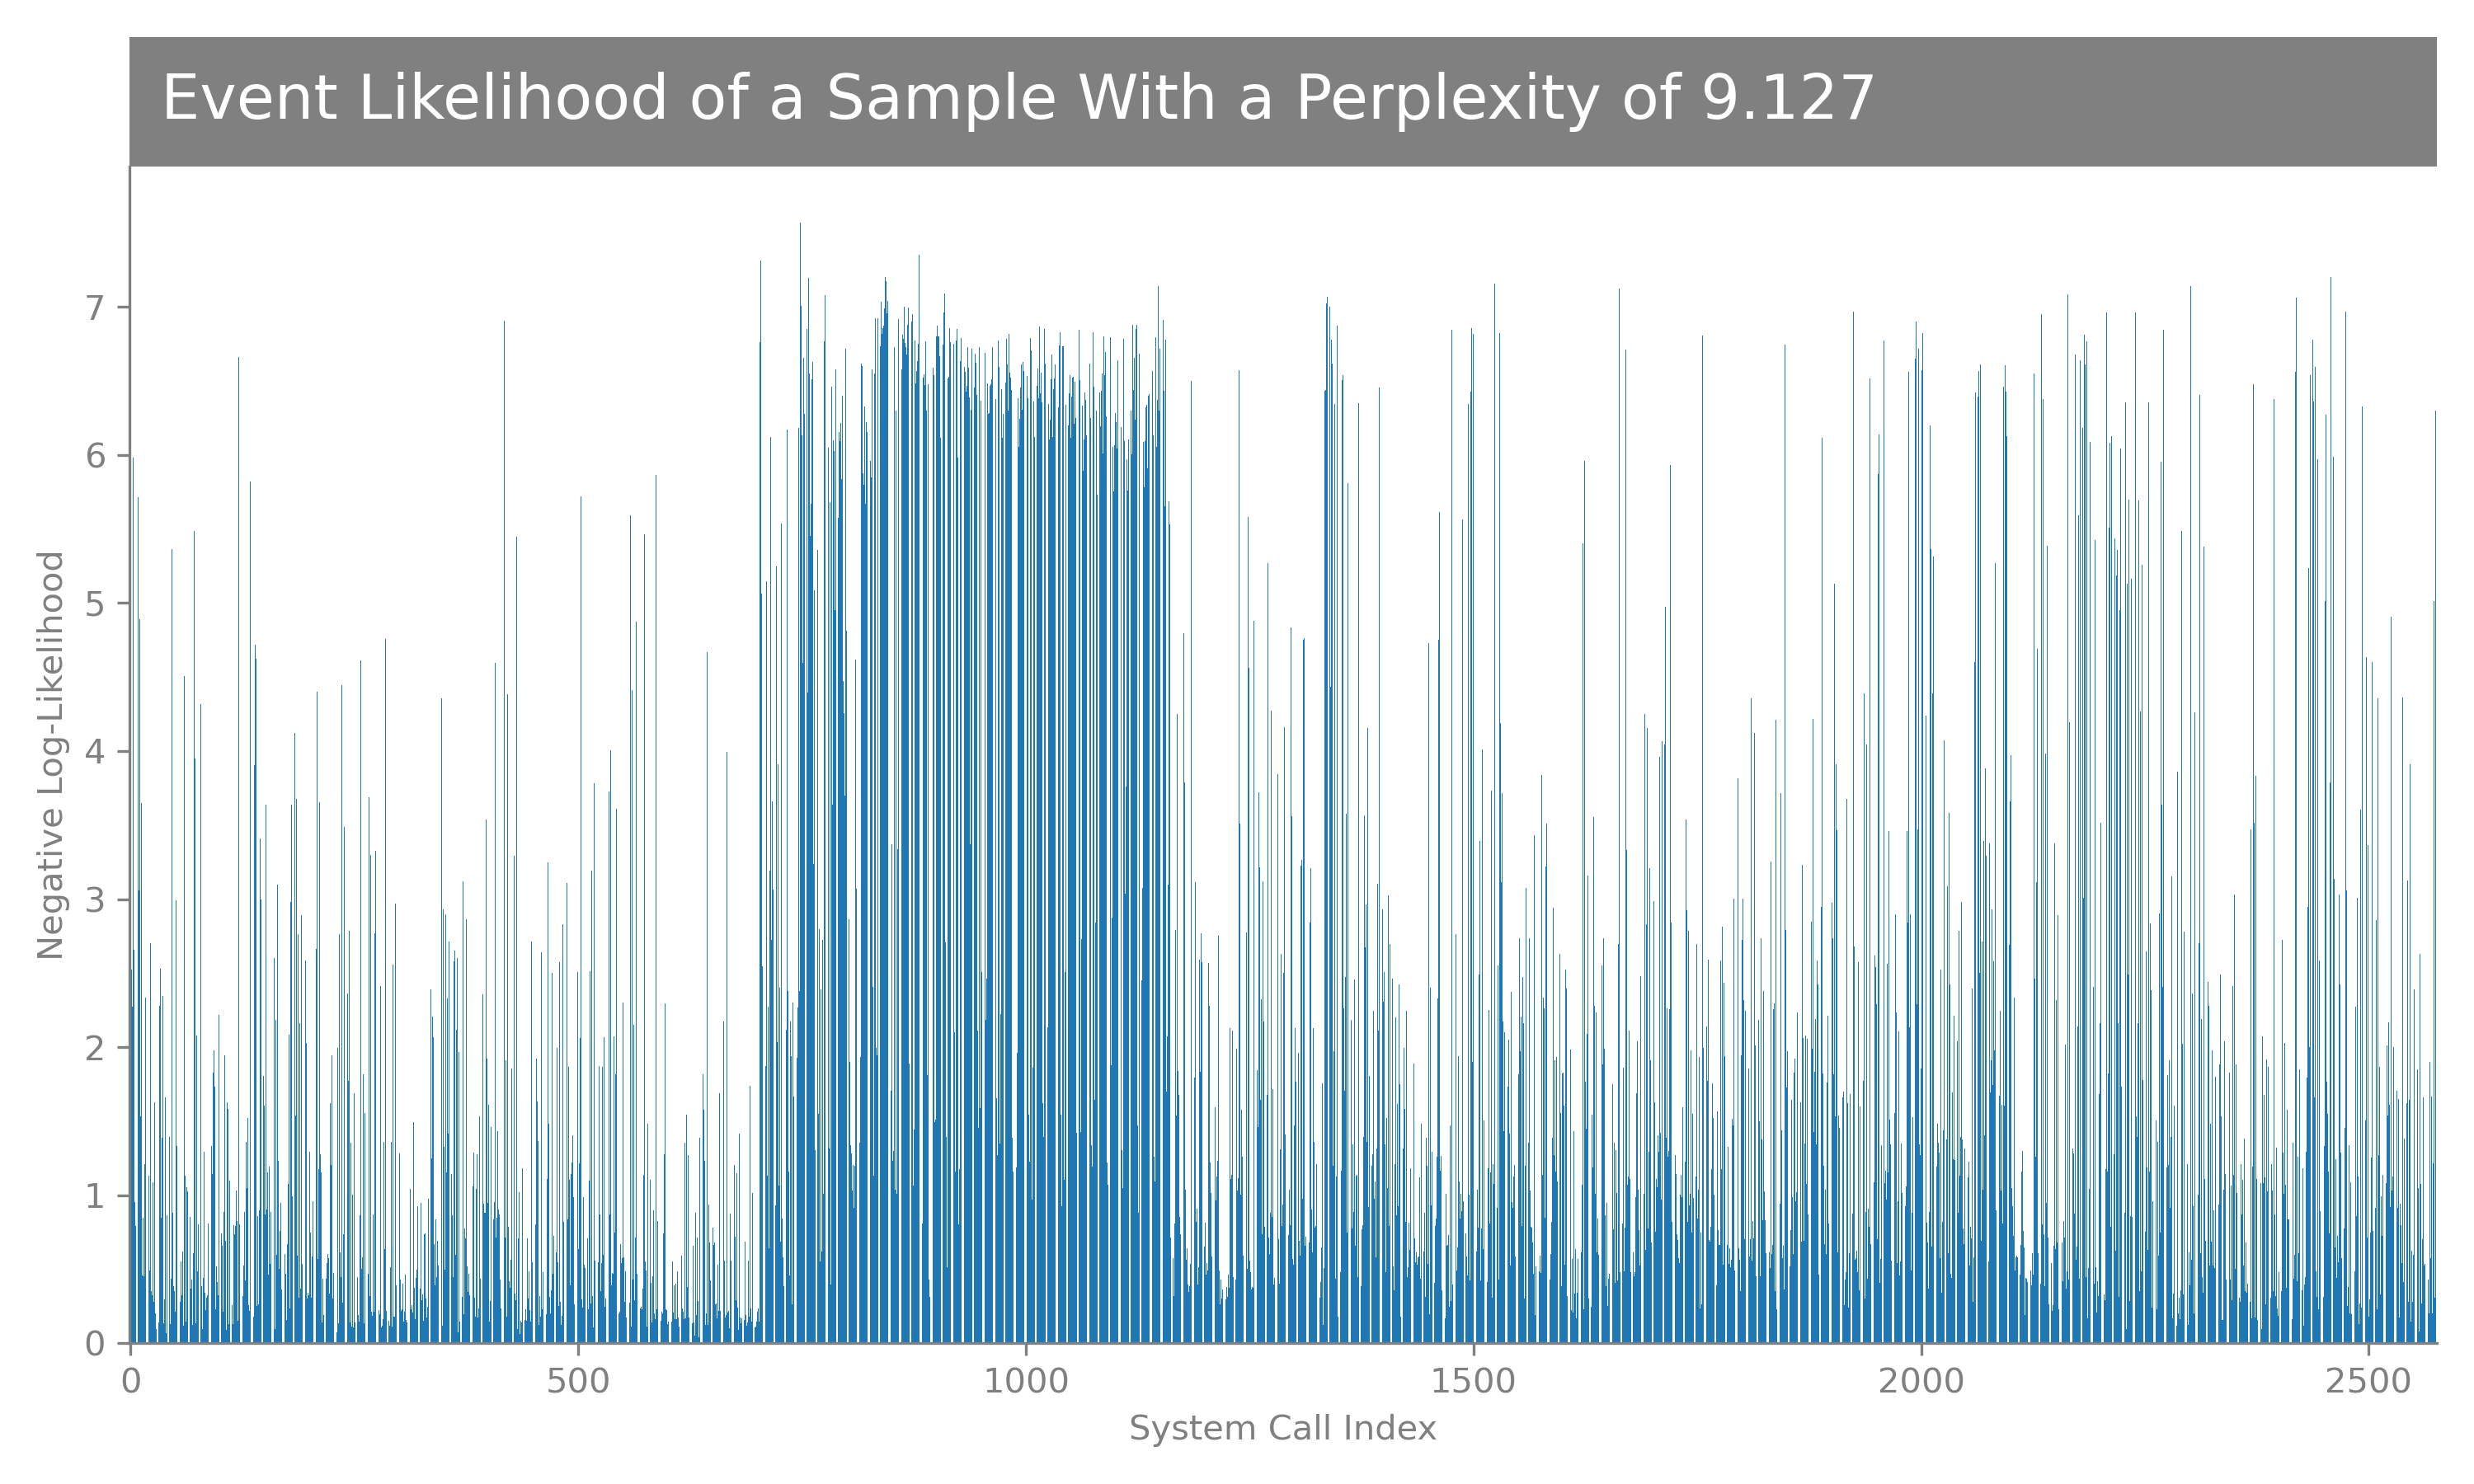 Event Likelihood of a Sample With a Perplexity of 9.127
7
6
5
4
3
2
1
0
Negative Log-Likelihood
0 500 1000 1500 2000 2500
System Call Index